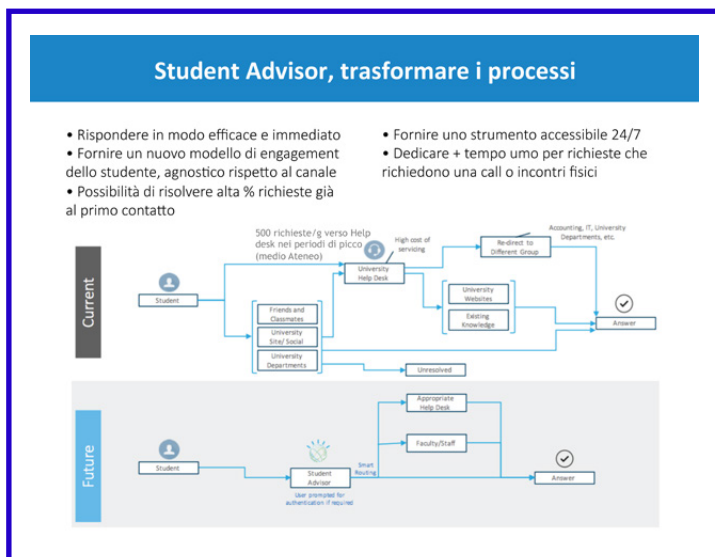 Student Advisor, trasformare i processi
• Rispondere in modo efficace e immediato
• Fornire un nuovo modello di engagement
dello studente, agnostico rispetto al canale
• Possibilità di risolvere alta % richieste già
al primo contatto
• Fornire uno strumento accessibile 24/7
• Dedicare + tempo umo per richieste che
richiedono una call o incontri fisici
Current
500 richieste/g verso Help
desk nei periodi di picco
(medio Ateneo)
High cost of
servicing
Accounting, IT, University
Departments, etc.
Student
University
Help Desk
Re-direct to
Different Group
Friends and
Classmates
University
Site/ Social
University
Departments
University
Websites
Existing
Knowledge
Answer
Unresolved
Future
Student
Student
Advisor
User prompted for
authentication if required
Smart
Routing
Appropriate
Help Desk
Faculty/Staff
Answer